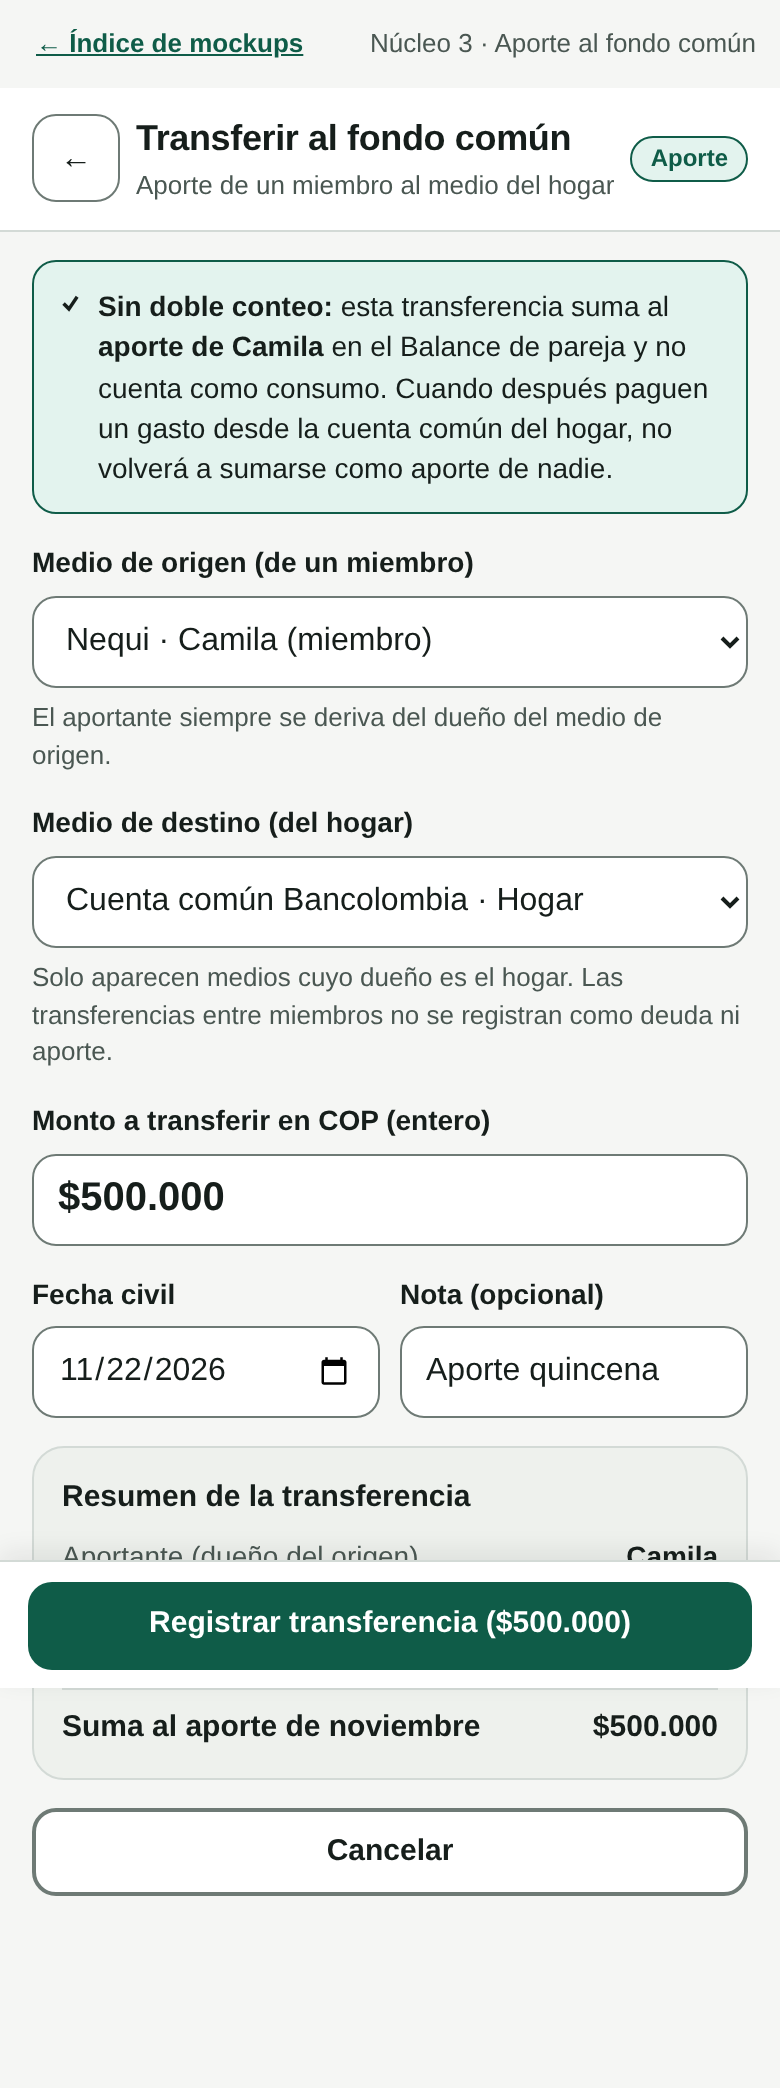 ← Índice de mockups
Núcleo 3 · Aporte al fondo común
←
Transferir al fondo común
Aporte de un miembro al medio del hogar
Aporte
Sin doble conteo: esta transferencia suma al
aporte de Camila en el Balance de pareja y no
cuenta como consumo. Cuando después paguen
un gasto desde la cuenta común del hogar, no
volverá a sumarse como aporte de nadie.
Medio de origen (de un miembro)
Nequi · Camila (miembro)
El aportante siempre se deriva del dueño del medio de
origen.
Medio de destino (del hogar)
Cuenta común Bancolombia · Hogar
Solo aparecen medios cuyo dueño es el hogar. Las
transferencias entre miembros no se registran como deuda ni
aporte.
Monto a transferir en COP (entero)
$500.000
Fecha civil
Nota (opcional)
11/22/2026
Aporte quincena
Resumen de la transferencia
Aportante (dueño del origen)
Camila
Registrar transferencia ($500.000)
Suma al aporte de noviembre
$500.000
Cancelar